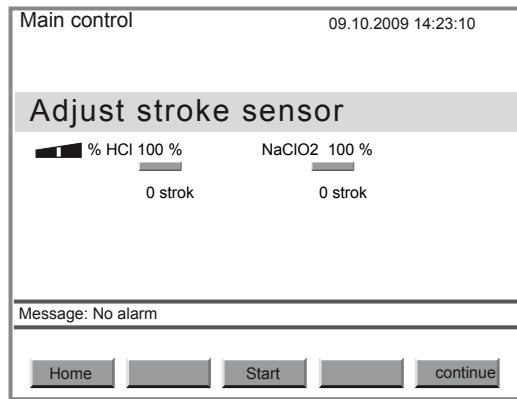 Main control 09.10.2009 14:23:10
Adjust stroke sensor
% HCl 100 % NaClO2 100 %
0 strok 0 strok
Message: No alarm
Home Start continue